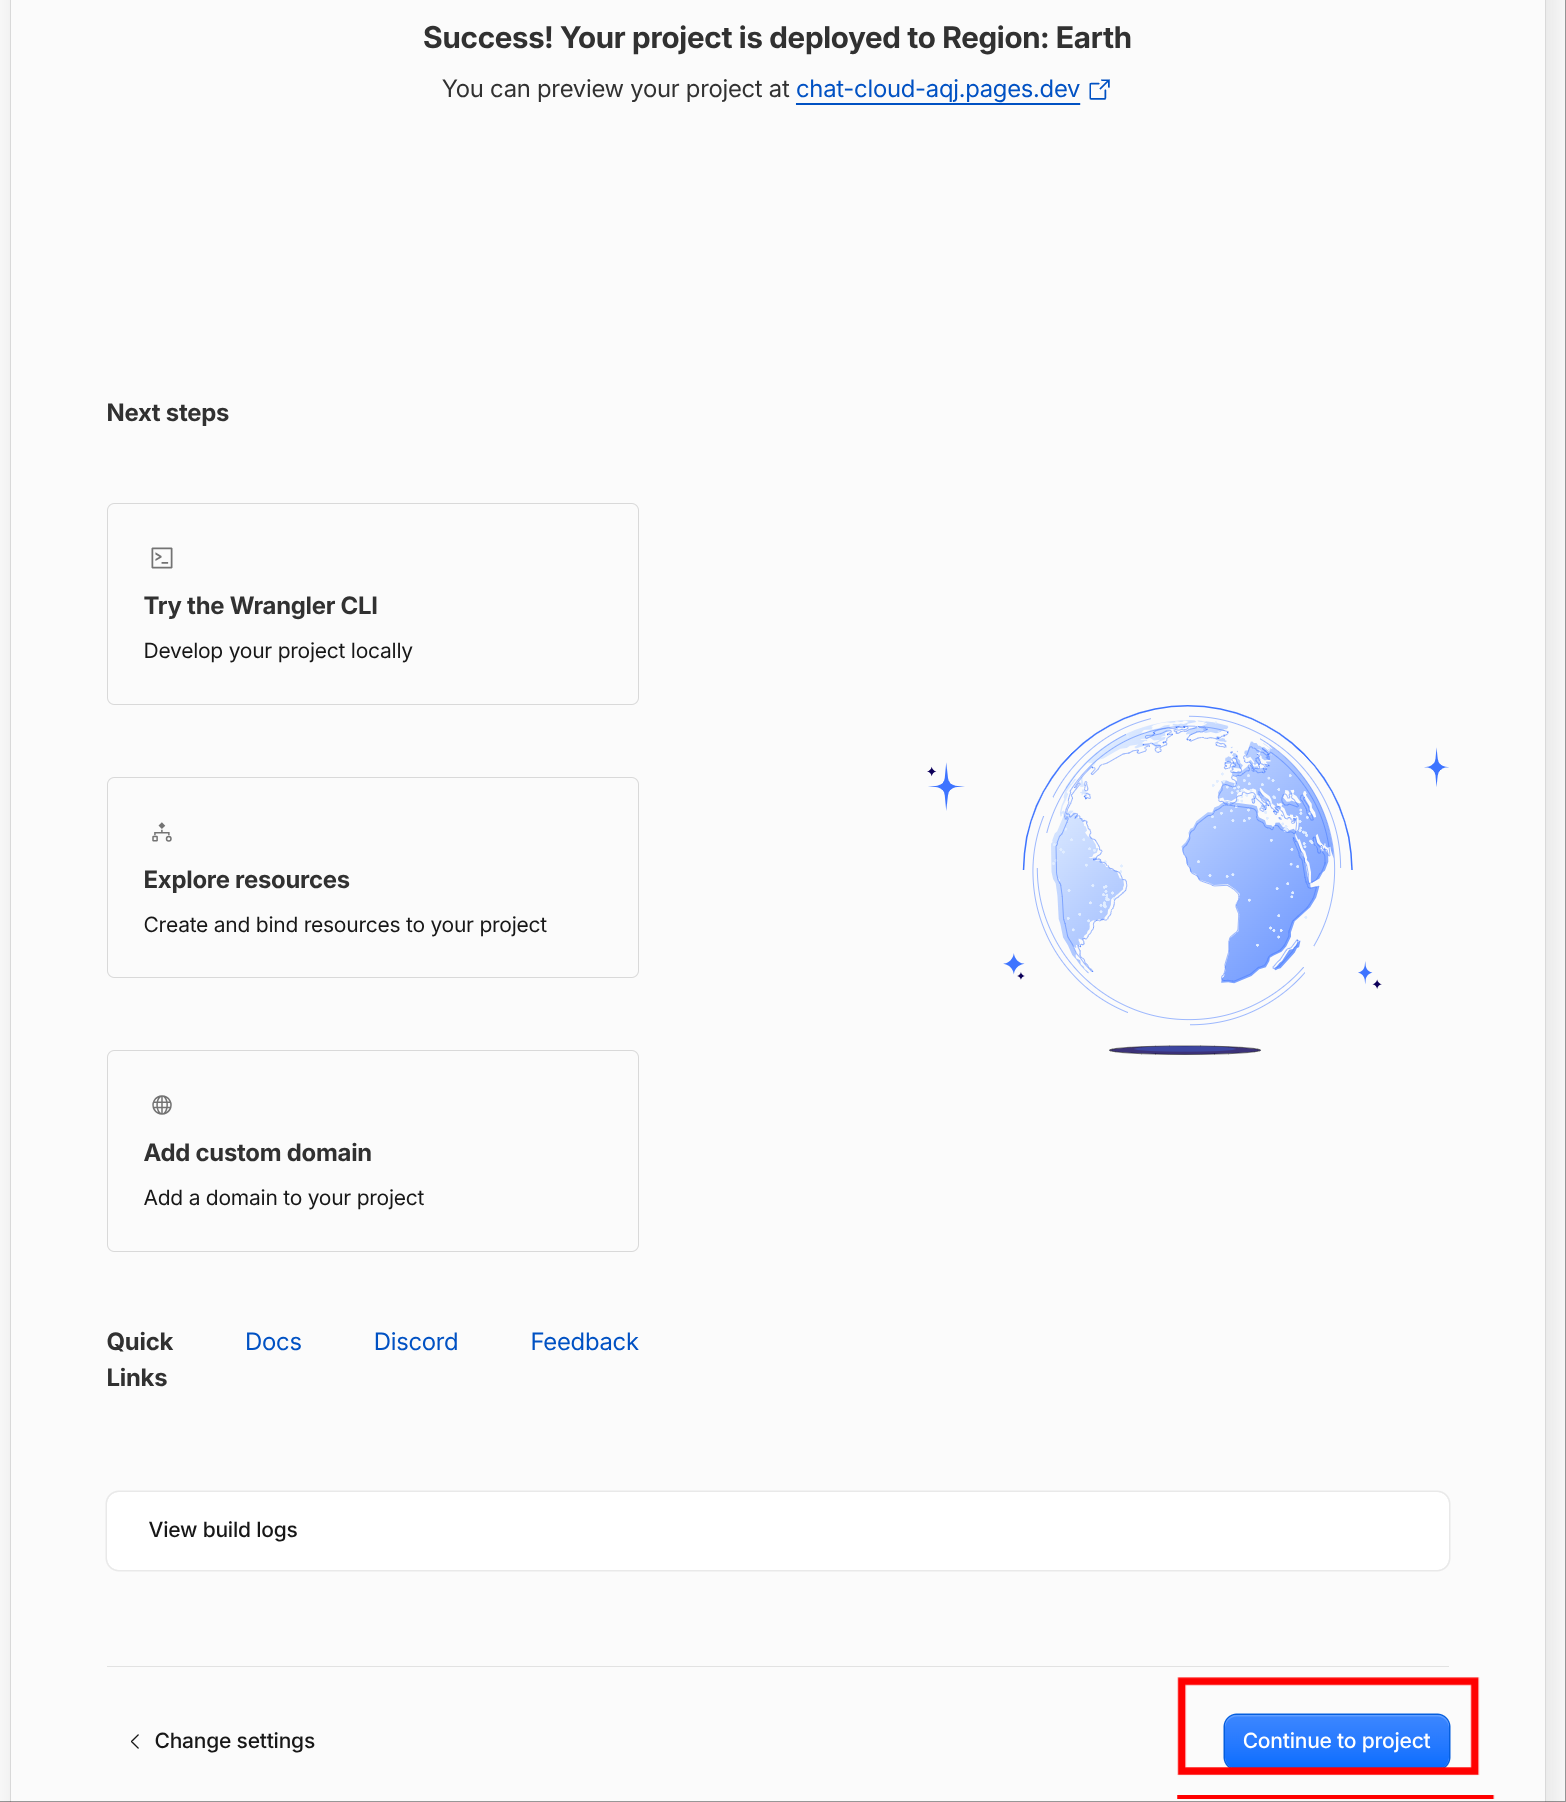 Success! Your project is deployed to Region: Earth
You can preview your project at chat-cloud-aqj.pages.dev
Next steps
Try the Wrangler CLI
Develop your project locally
Explore resources
Create and bind resources to your project
Add custom domain
Add a domain to your project
Quick Links
Docs
Discord
Feedback
View build logs
Change settings
Continue to project